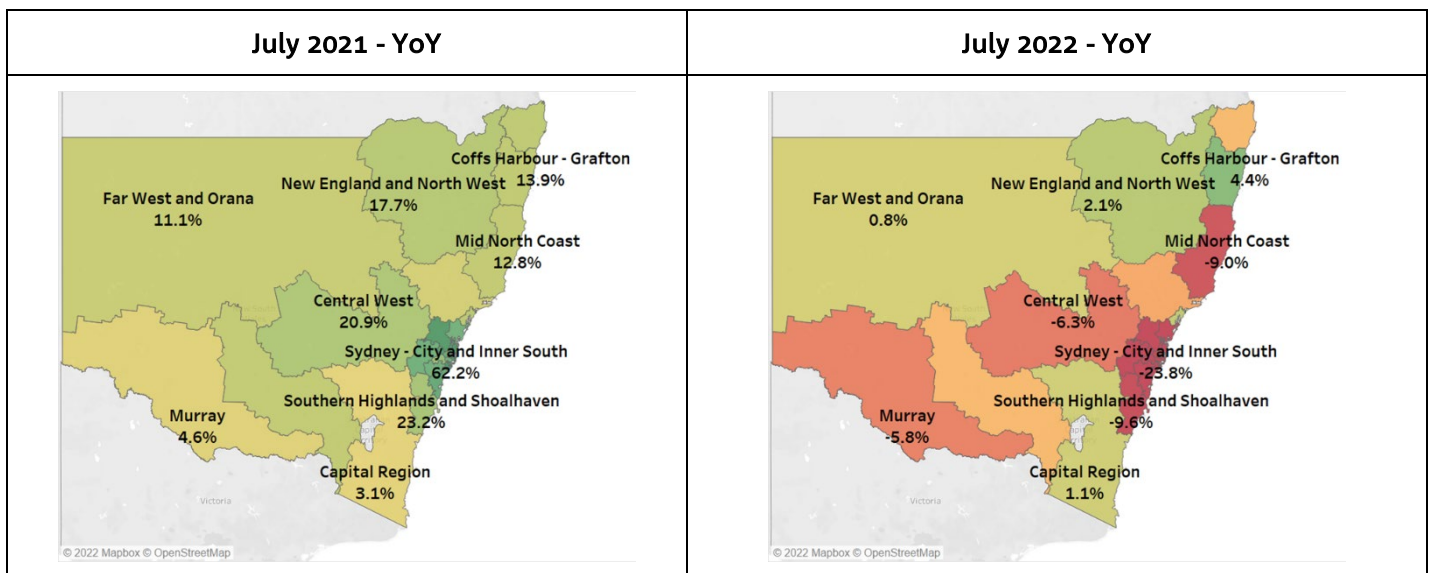 July 2021 - YoY
July 2022 - YoY
Coffs Harbour - Grafton
13.9%
New England and North West
17.7%
Far West and Orana
11.1%
Mid North Coast
12.8%
Central West
20.9%
Sydney - City and Inner South
62.2%
Southern Highlands and Shoalhaven
23.2%
Murray
4.6%
Capital Region
3.1%
Victoria
© 2022 Mapbox © OpenStreetMap
Coffs Harbour - Grafton
4.4%
New England and North West
2.1%
Far West and Orana
0.8%
Mid North Coast
-9.0%
Central West
-6.3%
Sydney - City and Inner South
-23.8%
Southern Highlands and Shoalhaven
-9.6%
Murray
-5.8%
Capital Region
1.1%
Victoria
© 2022 Mapbox © OpenStreetMap